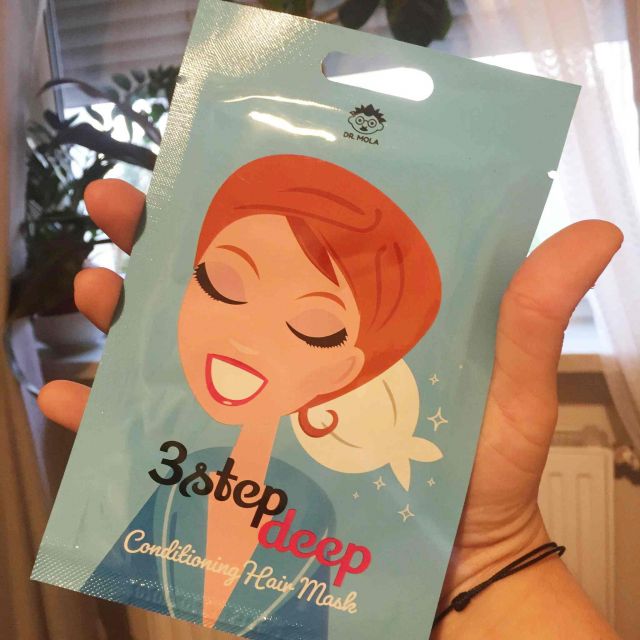 DR. MOLA
3step
deep
Conditioning Hair Mask